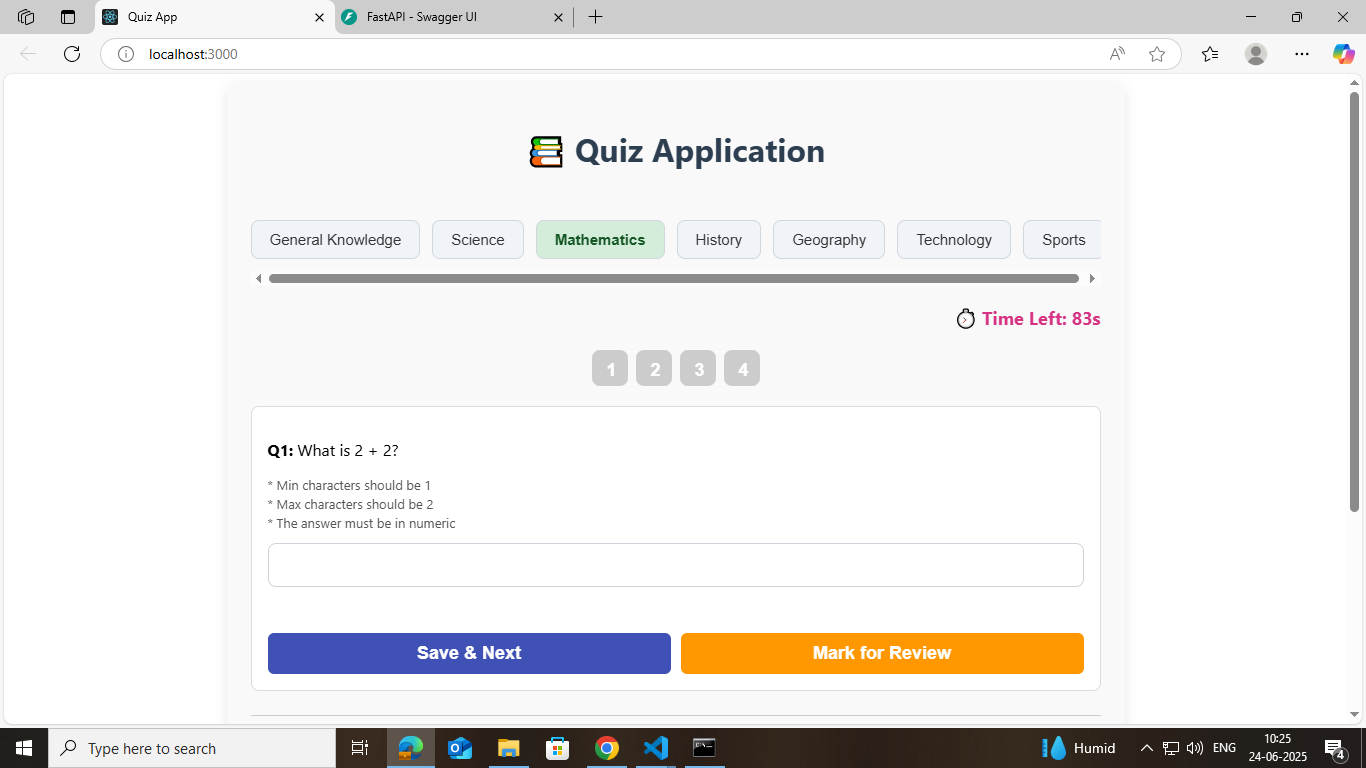 Quiz App
FastAPI - Swagger UI
localhost:3000
Quiz Application
General Knowledge
Science
Mathematics
History
Geography
Technology
Sports
Time Left: 83s
1 2 3 4
Q1: What is 2 + 2?
* Min characters should be 1
* Max characters should be 2
* The answer must be in numeric
Save & Next
Mark for Review
Type here to search
Humid
ENG
10:25
24-06-2025
4